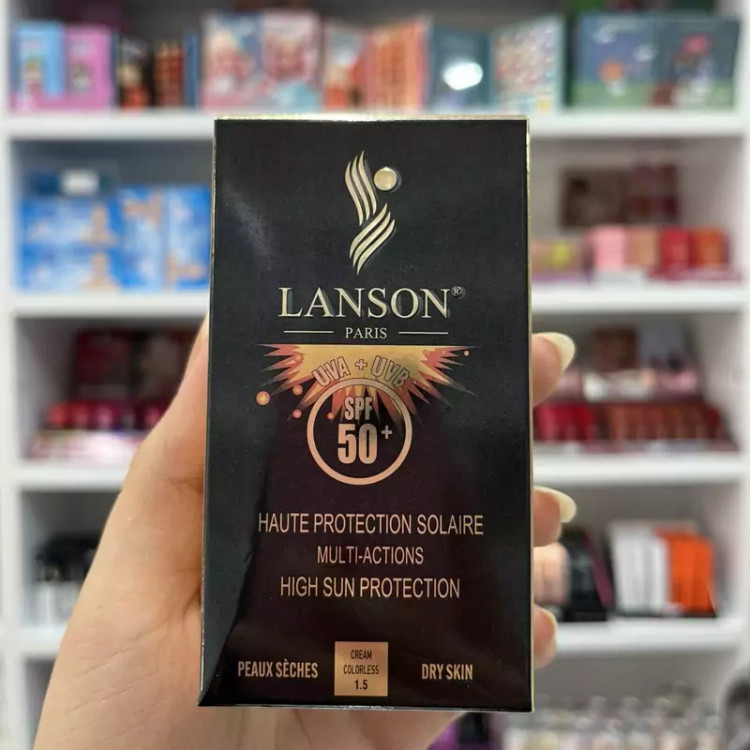 LANSON®
PARIS
UVA + UVB
SPF
50+
HAUTE PROTECTION SOLAIRE
MULTI-ACTIONS
HIGH SUN PROTECTION
PEAUX SÈCHES
CREAM
COLORLESS
1.5
DRY SKIN